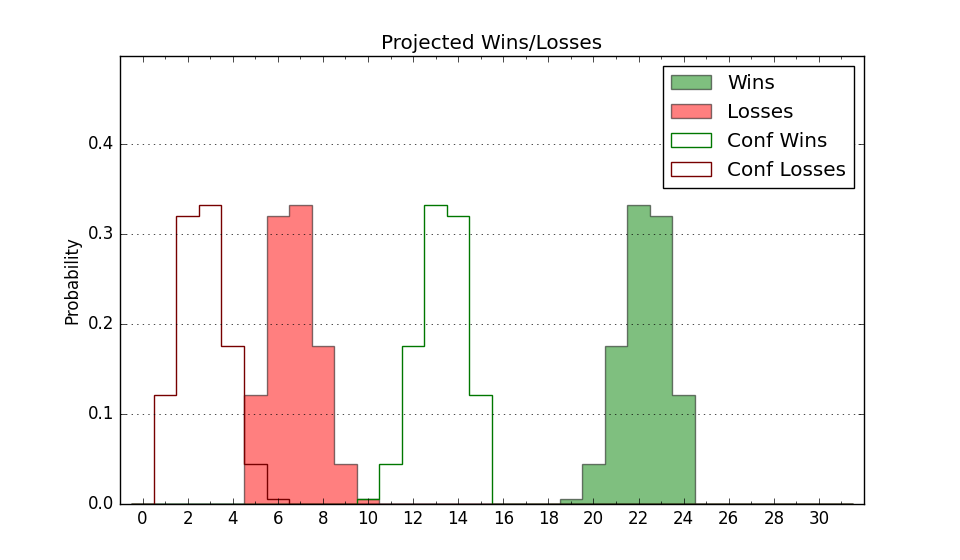 Projected Wins/Losses
Wins
Losses
Conf Wins
Conf Losses
Probability
0.4
0.3
0.2
0.1
0.0
0 2 4 6 8 10 12 14 16 18 20 22 24 26 28 30